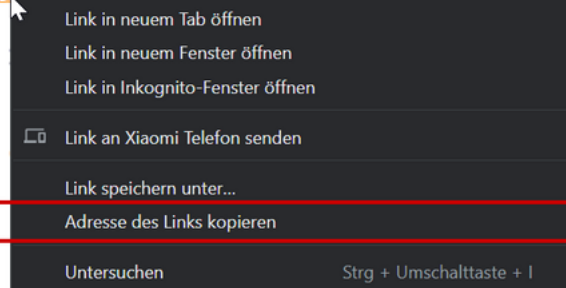 Link in neuem Tab öffnen
Link in neuem Fenster öffnen
Link in Inkognito-Fenster öffnen
Link an Xiaomi Telefon senden
Link speichern unter...
Adresse des Links kopieren
Untersuchen Strg + Umschalttaste + I